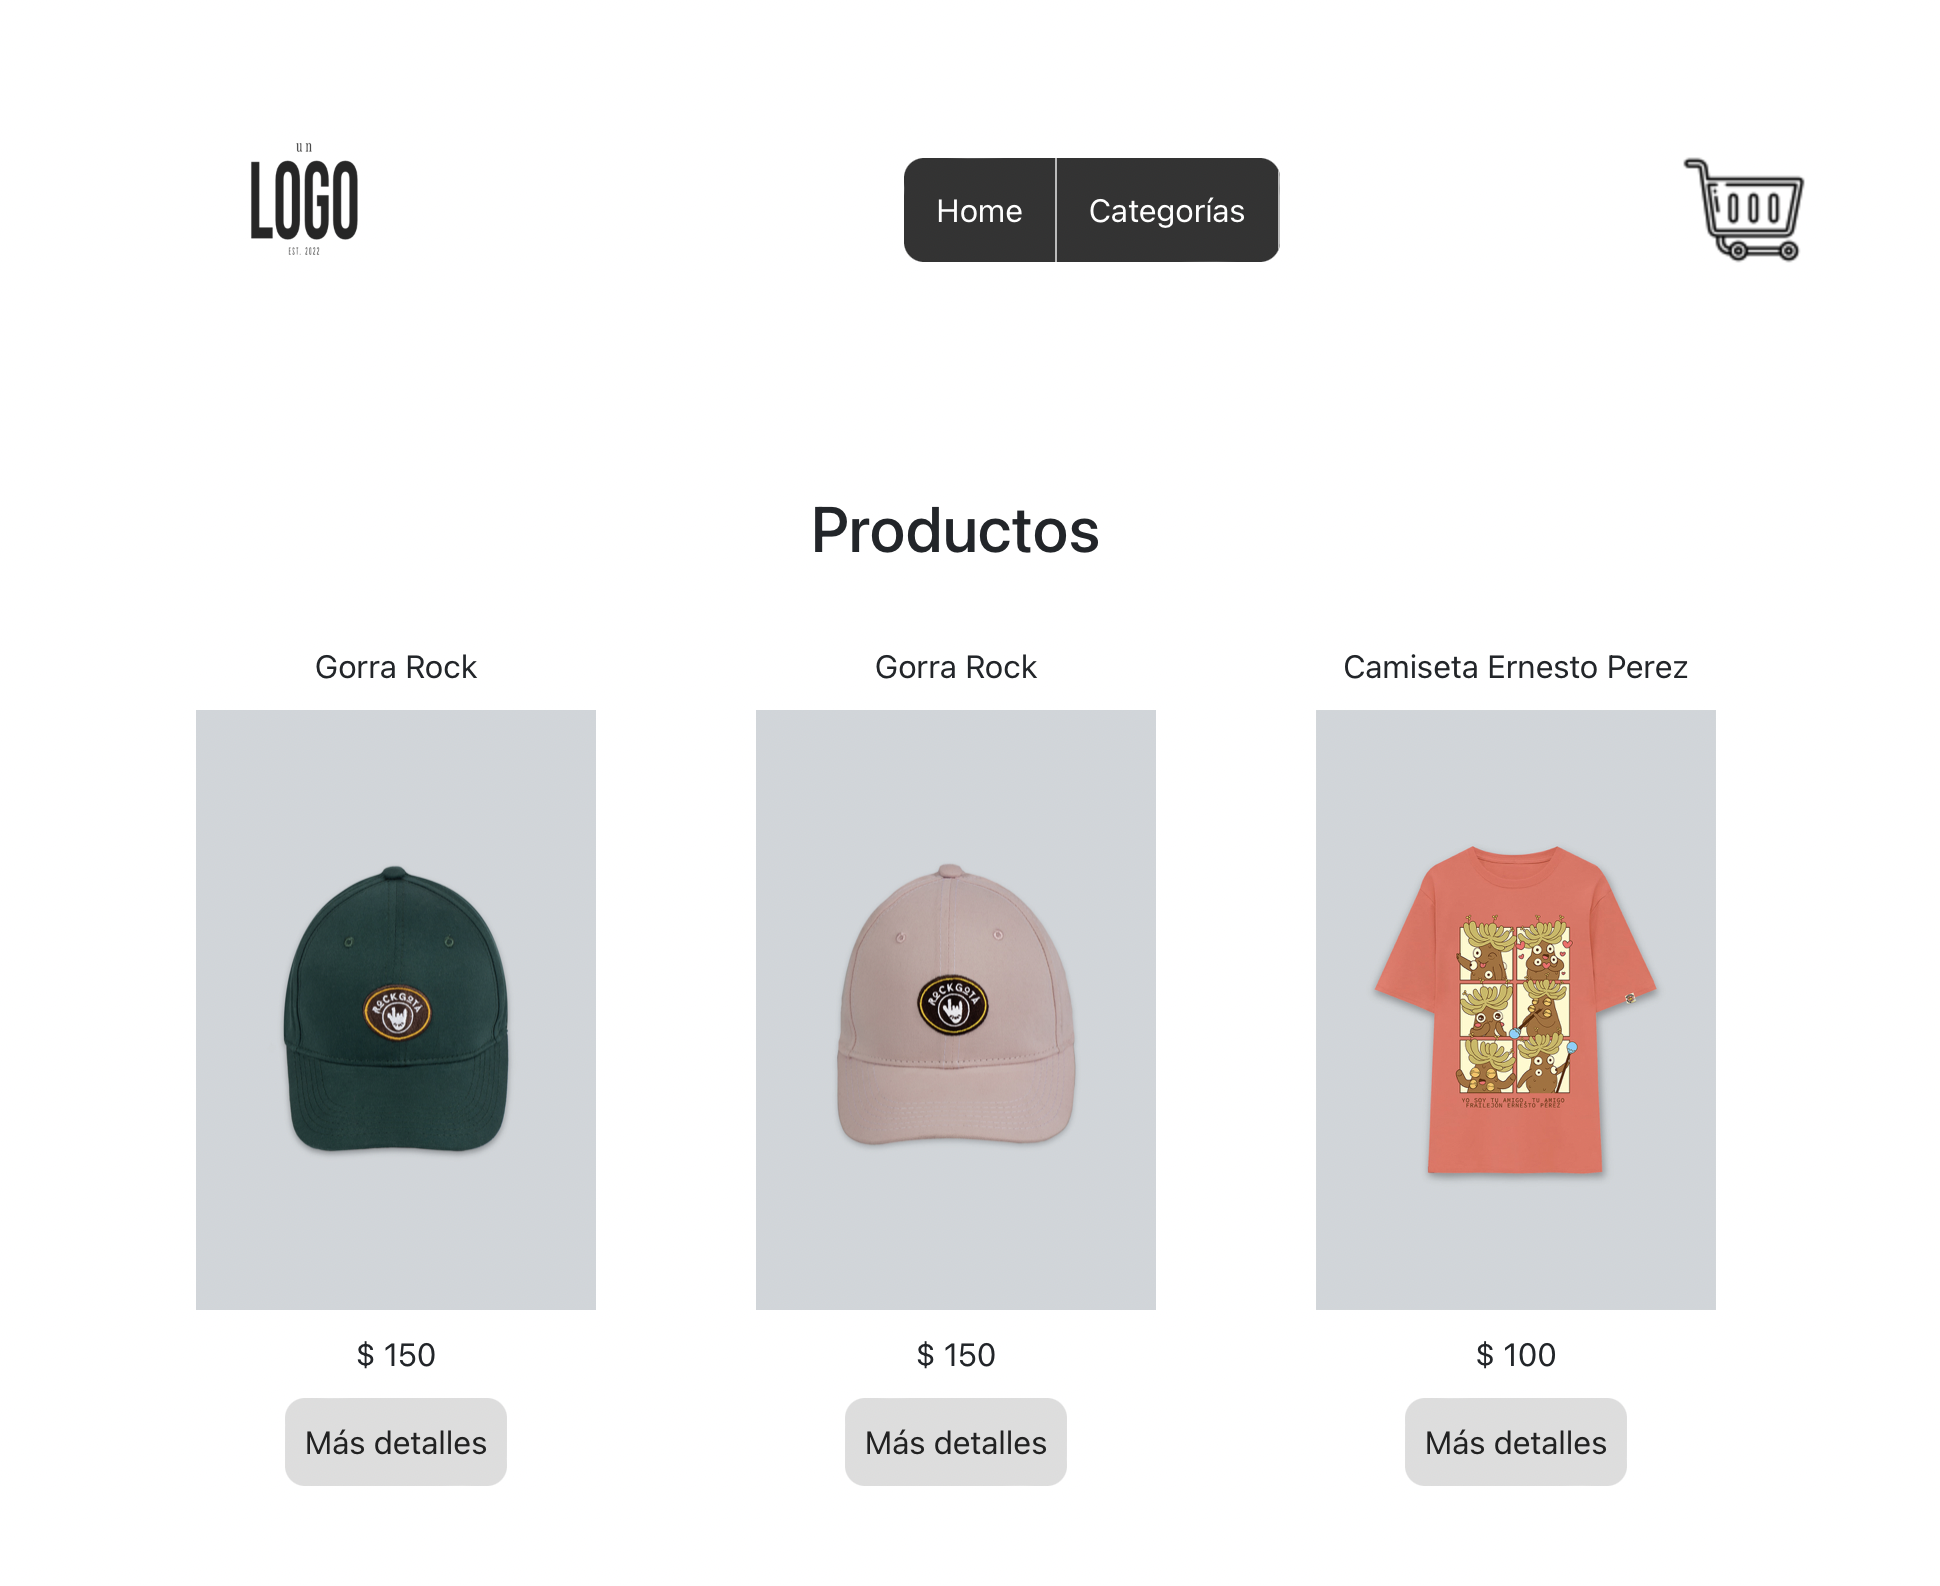 un
LOGO
EST. 2022
Home
Categorías
Productos
Gorra Rock
Gorra Rock
Camiseta Ernesto Perez
ROCKGOTA
ROCKGOTA
YO SOY TU AMIGO, TU AMIGO
FRAILEJÓN ERNESTO PÉREZ
$ 150
$ 150
$ 100
Más detalles
Más detalles
Más detalles